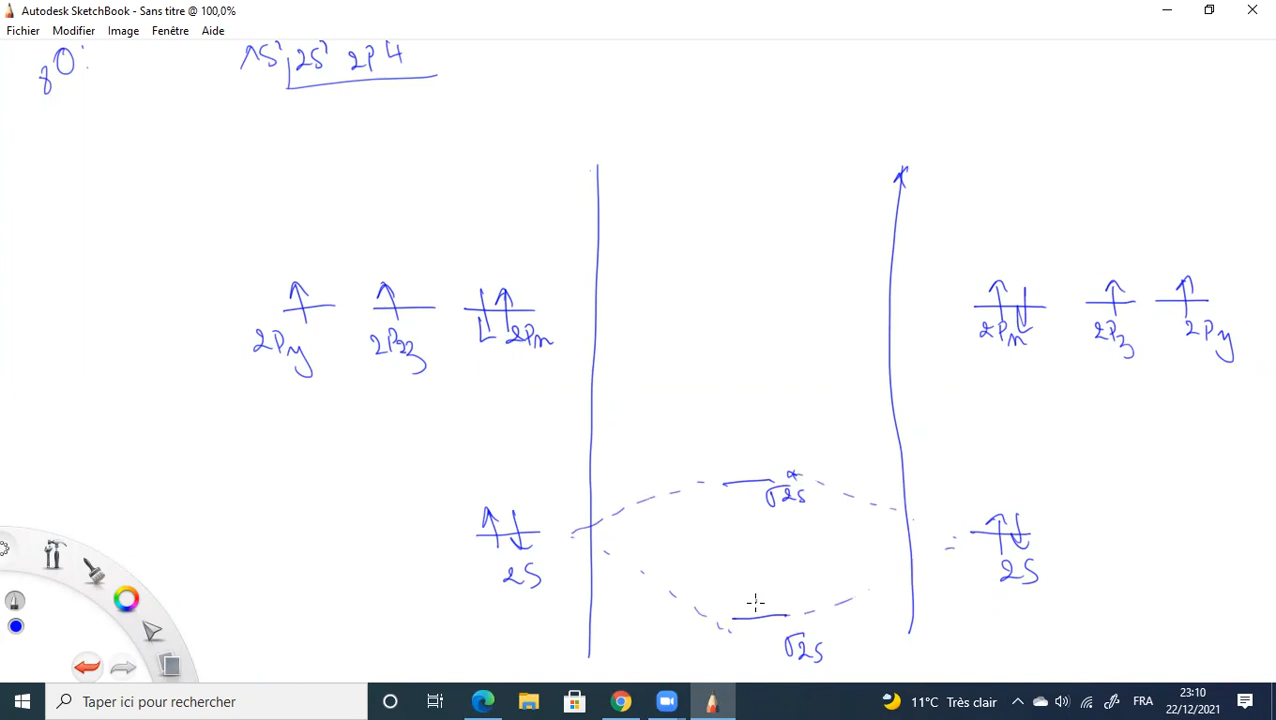 Autodesk SketchBook - Sans titre @ 100,0%
Fichier Modifier Image Fenêtre Aide
8O: 1S² 2S² 2P4
2Py 2Pz 2Px 2Px 2Pz 2Py
σ2s*
2S 2S
σ2s
Taper ici pour rechercher
11°C Très clair
FRA
23:10
22/12/2021